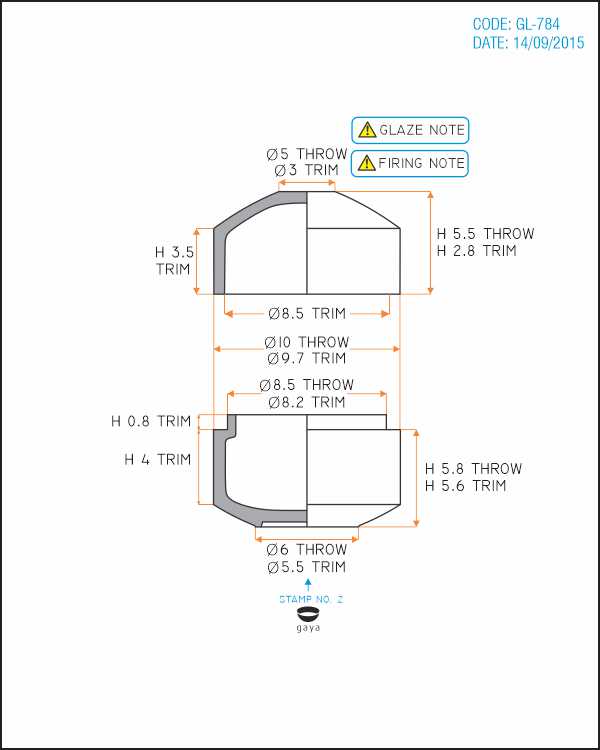 CODE: GL-784
DATE: 14/09/2015
GLAZE NOTE
FIRING NOTE
Ø5 THROW
Ø3 TRIM
H 3.5
TRIM
H 5.5 THROW
H 2.8 TRIM
Ø8.5 TRIM
Ø10 THROW
Ø9.7 TRIM
Ø8.5 THROW
Ø8.2 TRIM
H 0.8 TRIM
H 4 TRIM
H 5.8 THROW
H 5.6 TRIM
Ø6 THROW
Ø5.5 TRIM
STAMP NO. 2
gaya